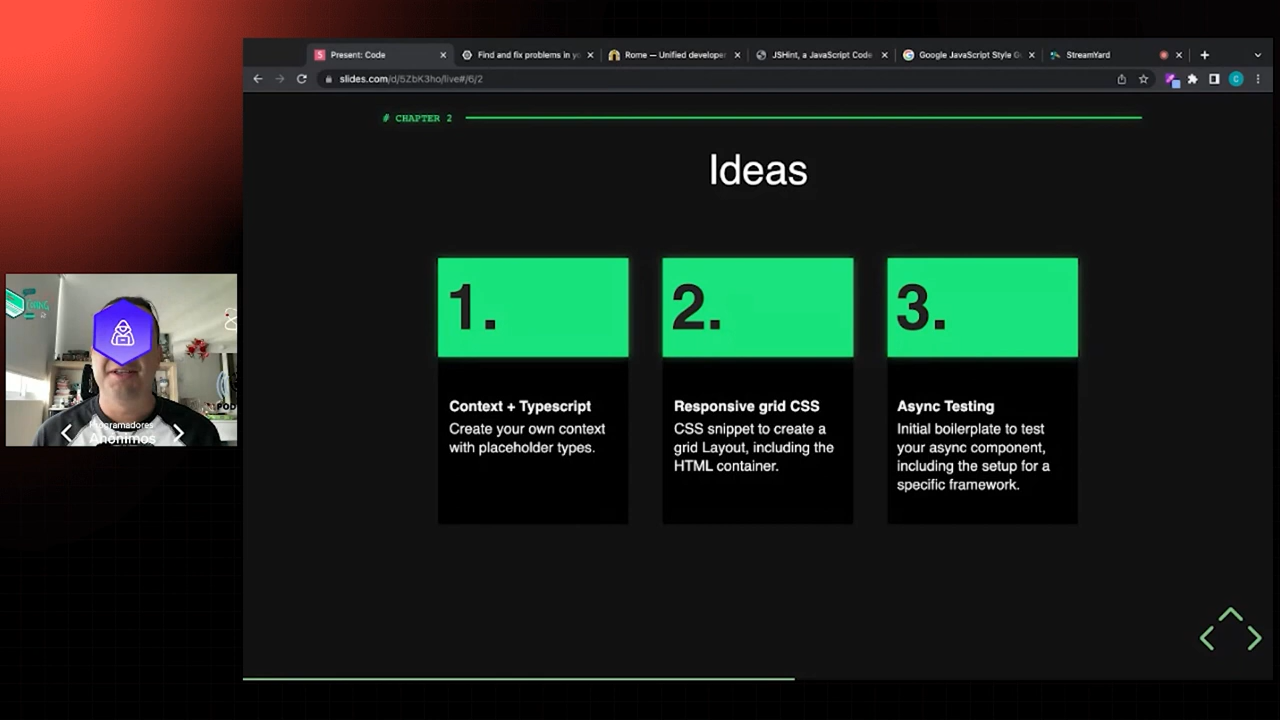 Present: Code
Find and fix problems in yo
Rome — Unified develope
JSHint, a JavaScript Code
Google JavaScript Style G
StreamYard
slides.com/d/5ZbK3ho/live#/6/2
# CHAPTER 2
Ideas
1.
2.
3.
Context + Typescript
Create your own context
with placeholder types.
Responsive grid CSS
CSS snippet to create a
grid Layout, including the
HTML container.
Async Testing
Initial boilerplate to test
your async component,
including the setup for a
specific framework.
Programadores
Anónimos